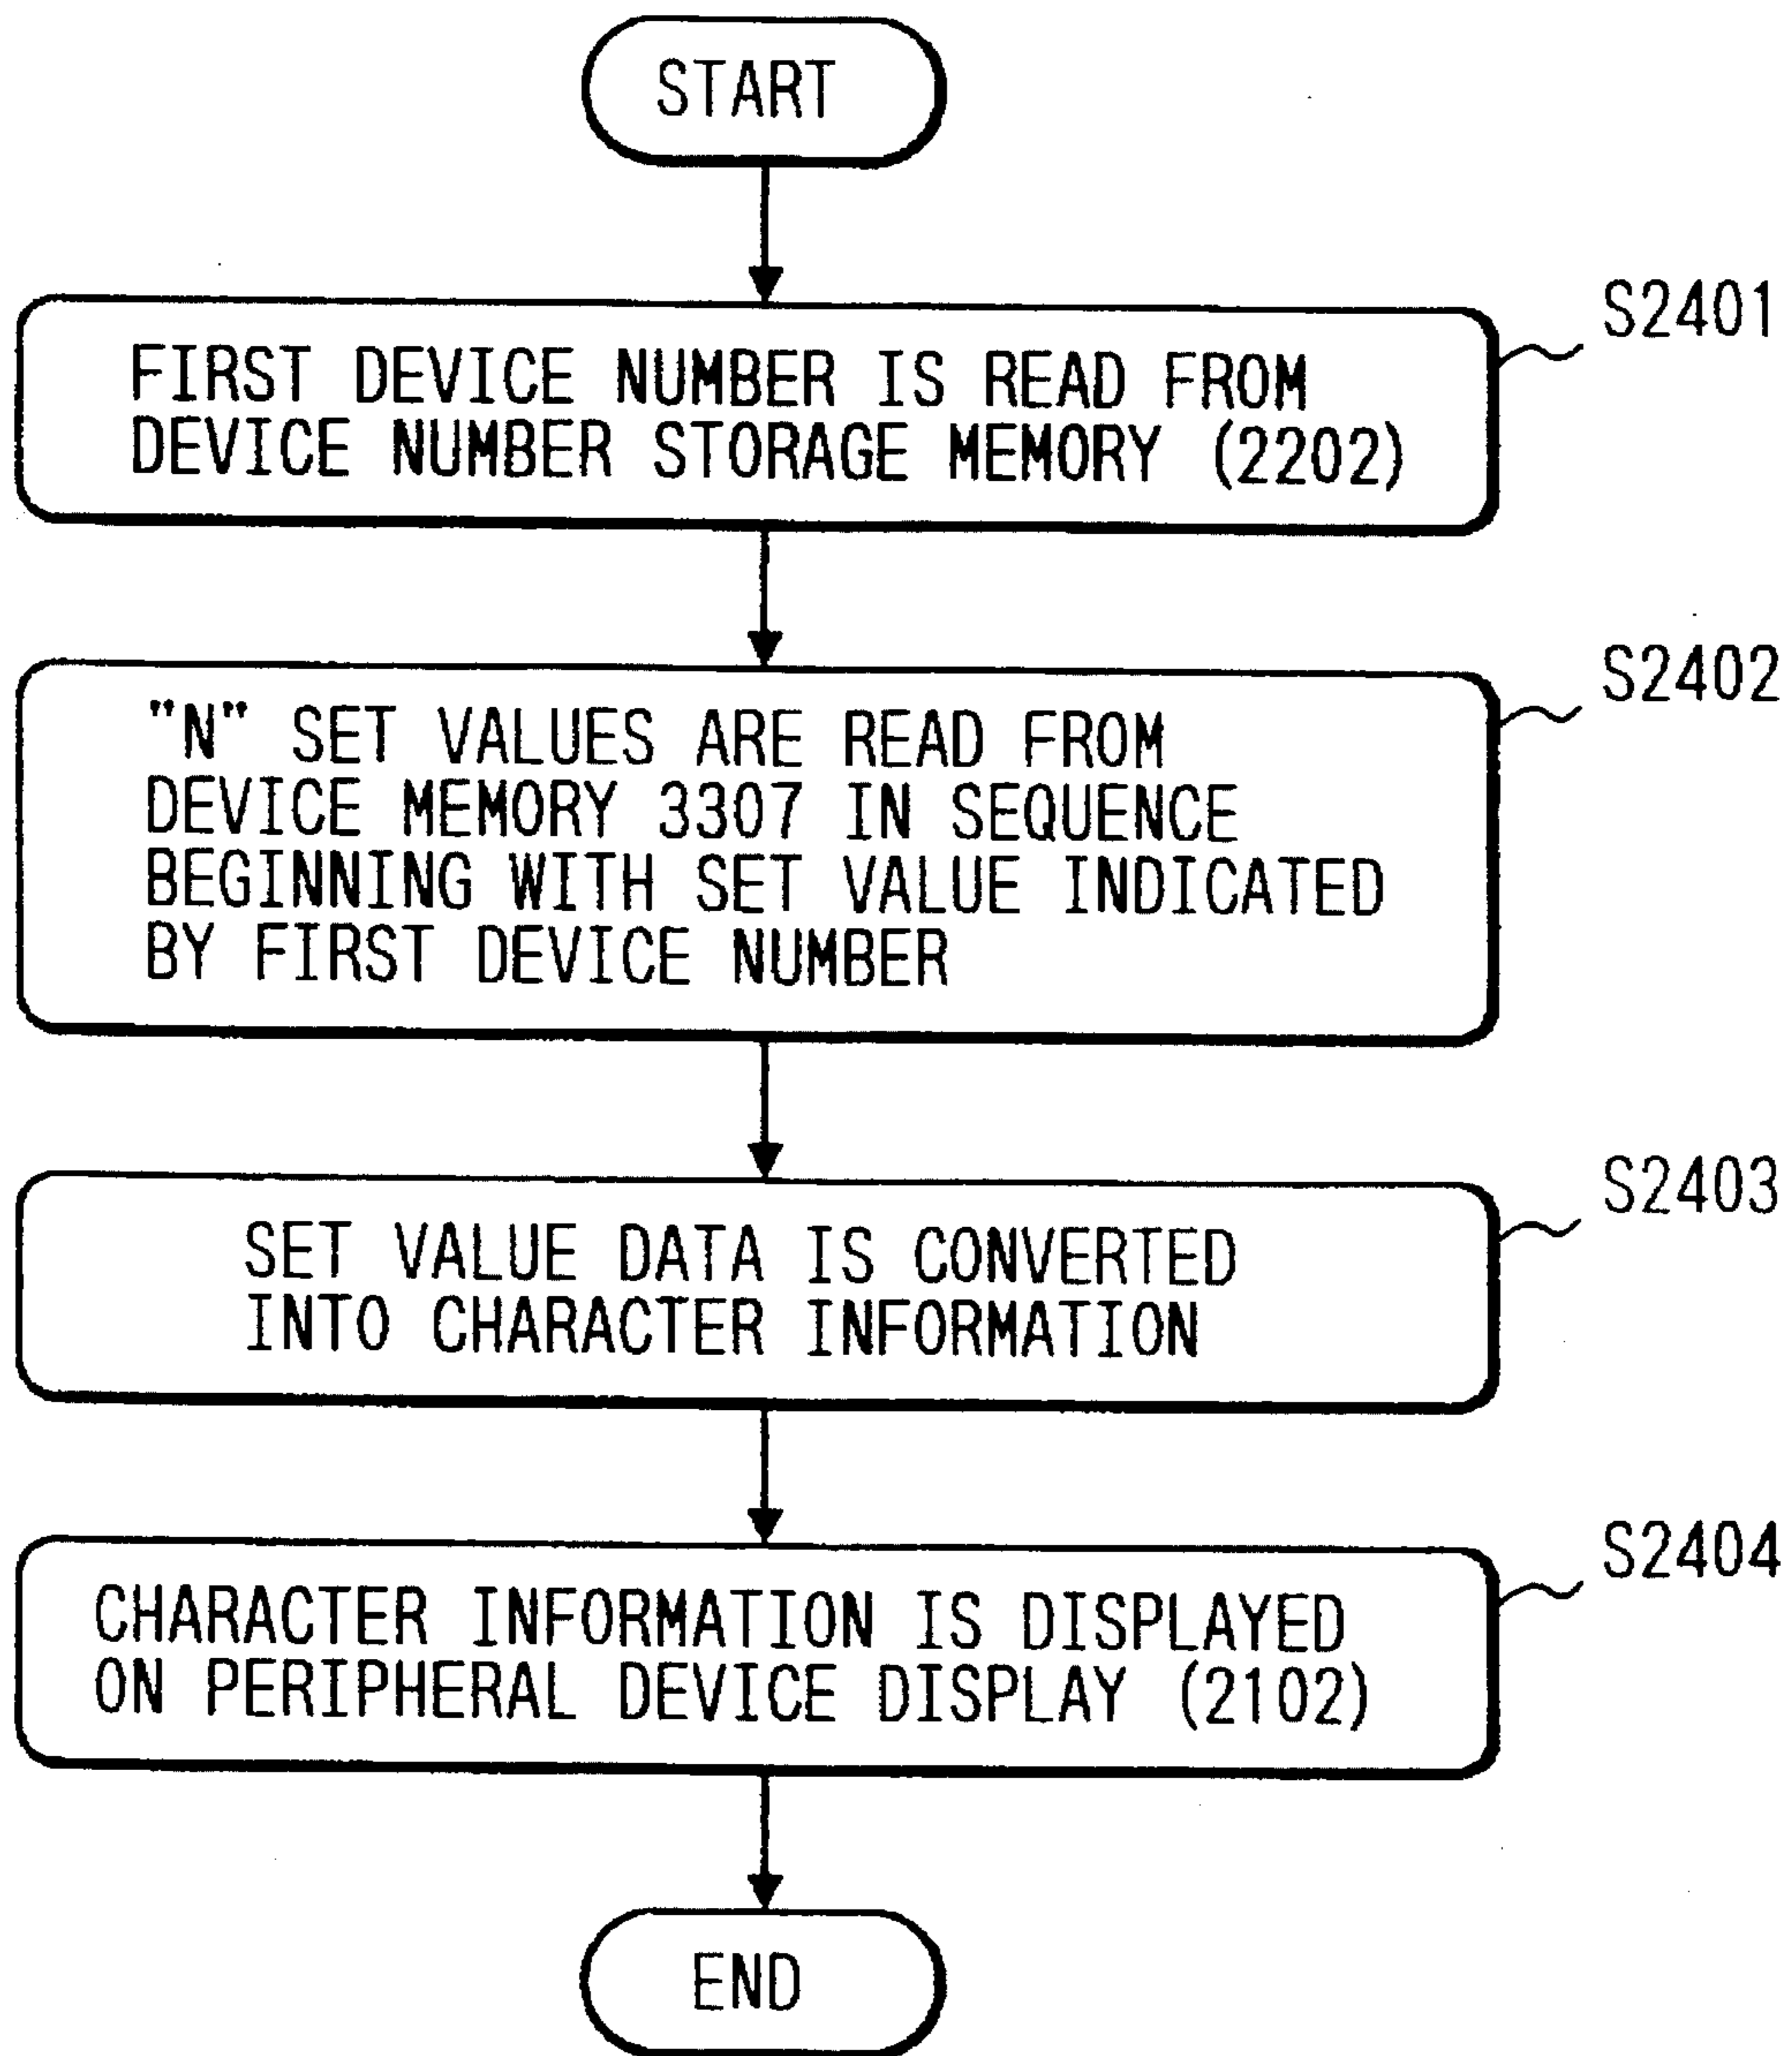 START
S2401
FIRST DEVICE NUMBER IS READ FROM
DEVICE NUMBER STORAGE MEMORY (2202)
S2402
"N" SET VALUES ARE READ FROM
DEVICE MEMORY 3307 IN SEQUENCE
BEGINNING WITH SET VALUE INDICATED
BY FIRST DEVICE NUMBER
S2403
SET VALUE DATA IS CONVERTED
INTO CHARACTER INFORMATION
S2404
CHARACTER INFORMATION IS DISPLAYED
ON PERIPHERAL DEVICE DISPLAY (2102)
END